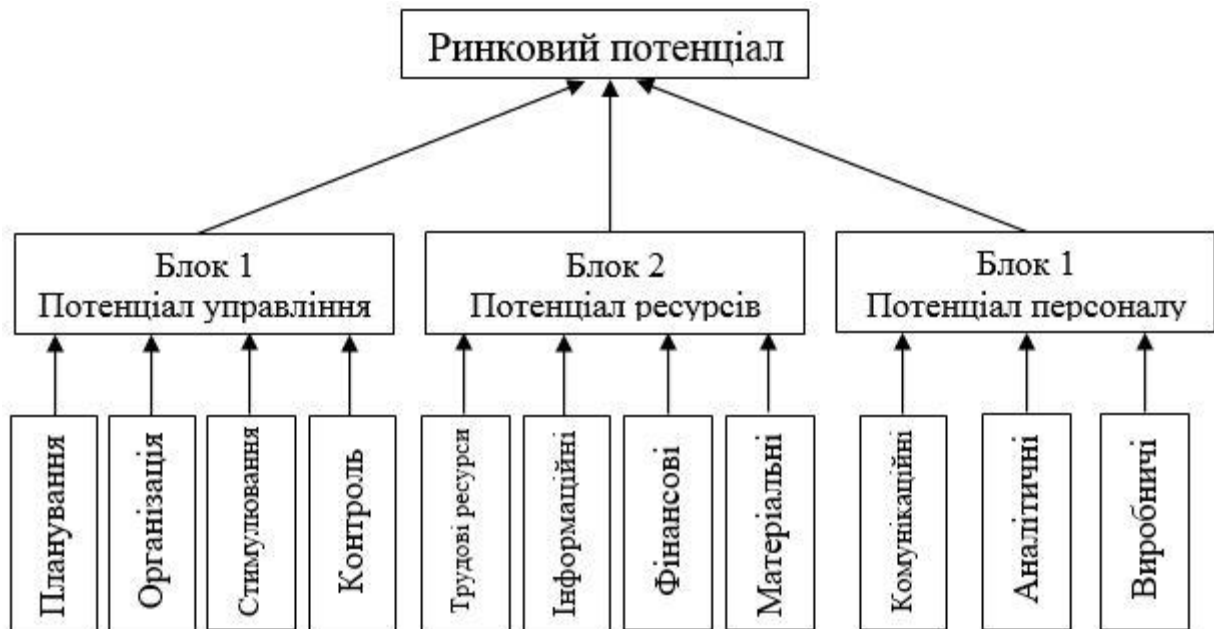 Ринковий потенціал
Блок 1
Потенціал управління
Блок 2
Потенціал ресурсів
Блок 1
Потенціал персоналу
Планування
Організація
Стимулювання
Контроль
Трудові ресурси
Інформаційні
Фінансові
Матеріальні
Комунікаційні
Аналітичні
Виробничі